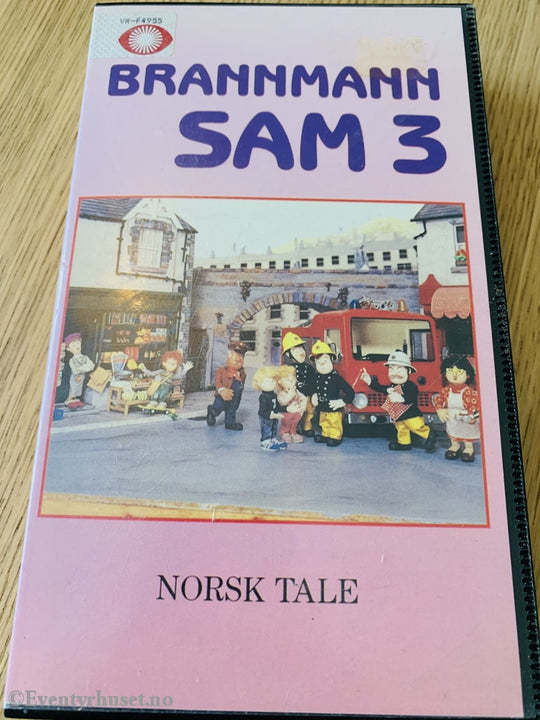 VR-F4955
BRANNMANN
SAM 3
NORSK TALE
©Eventyrhuset.no